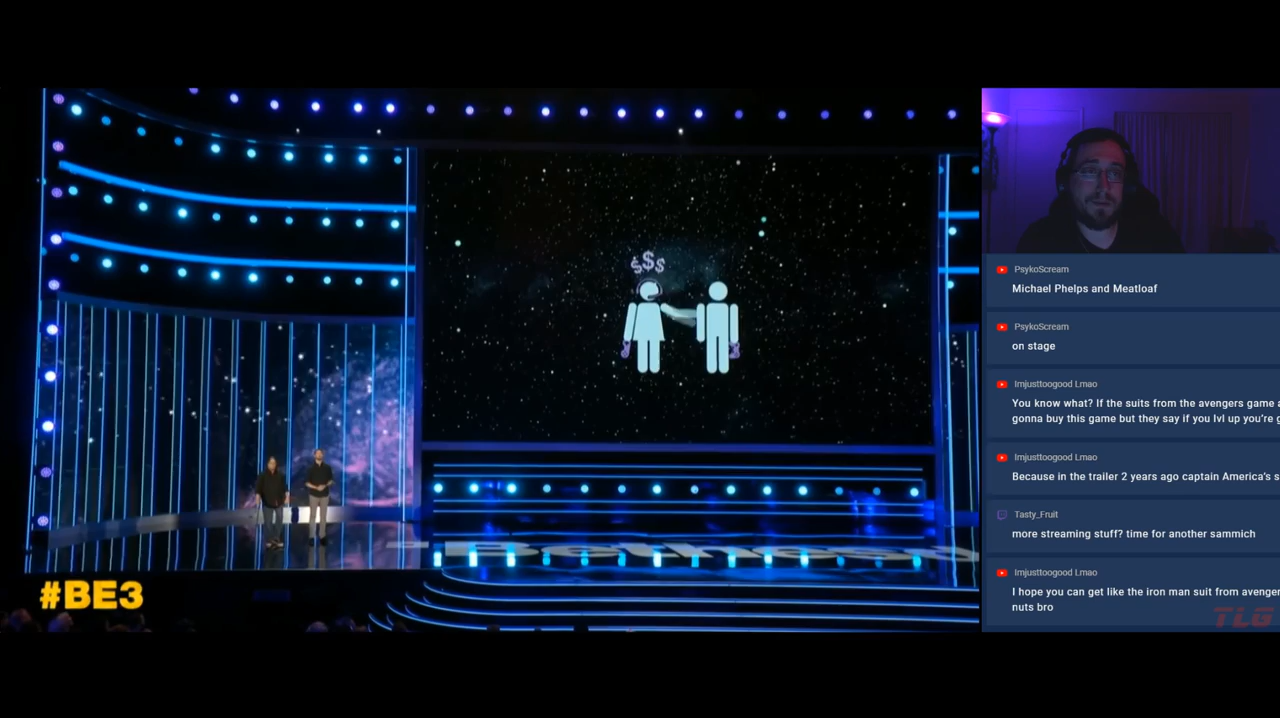 $$$
#BE3
PsykoScream
Michael Phelps and Meatloaf
PsykoScream
on stage
Imjusttoogood Lmao
You know what? If the suits from the avengers game a
gonna buy this game but they say if you lvl up you're g
Imjusttoogood Lmao
Because in the trailer 2 years ago captain America's s
Tasty_Fruit
more streaming stuff? time for another sammich
Imjusttoogood Lmao
I hope you can get like the iron man suit from avenger
nuts bro
TLG